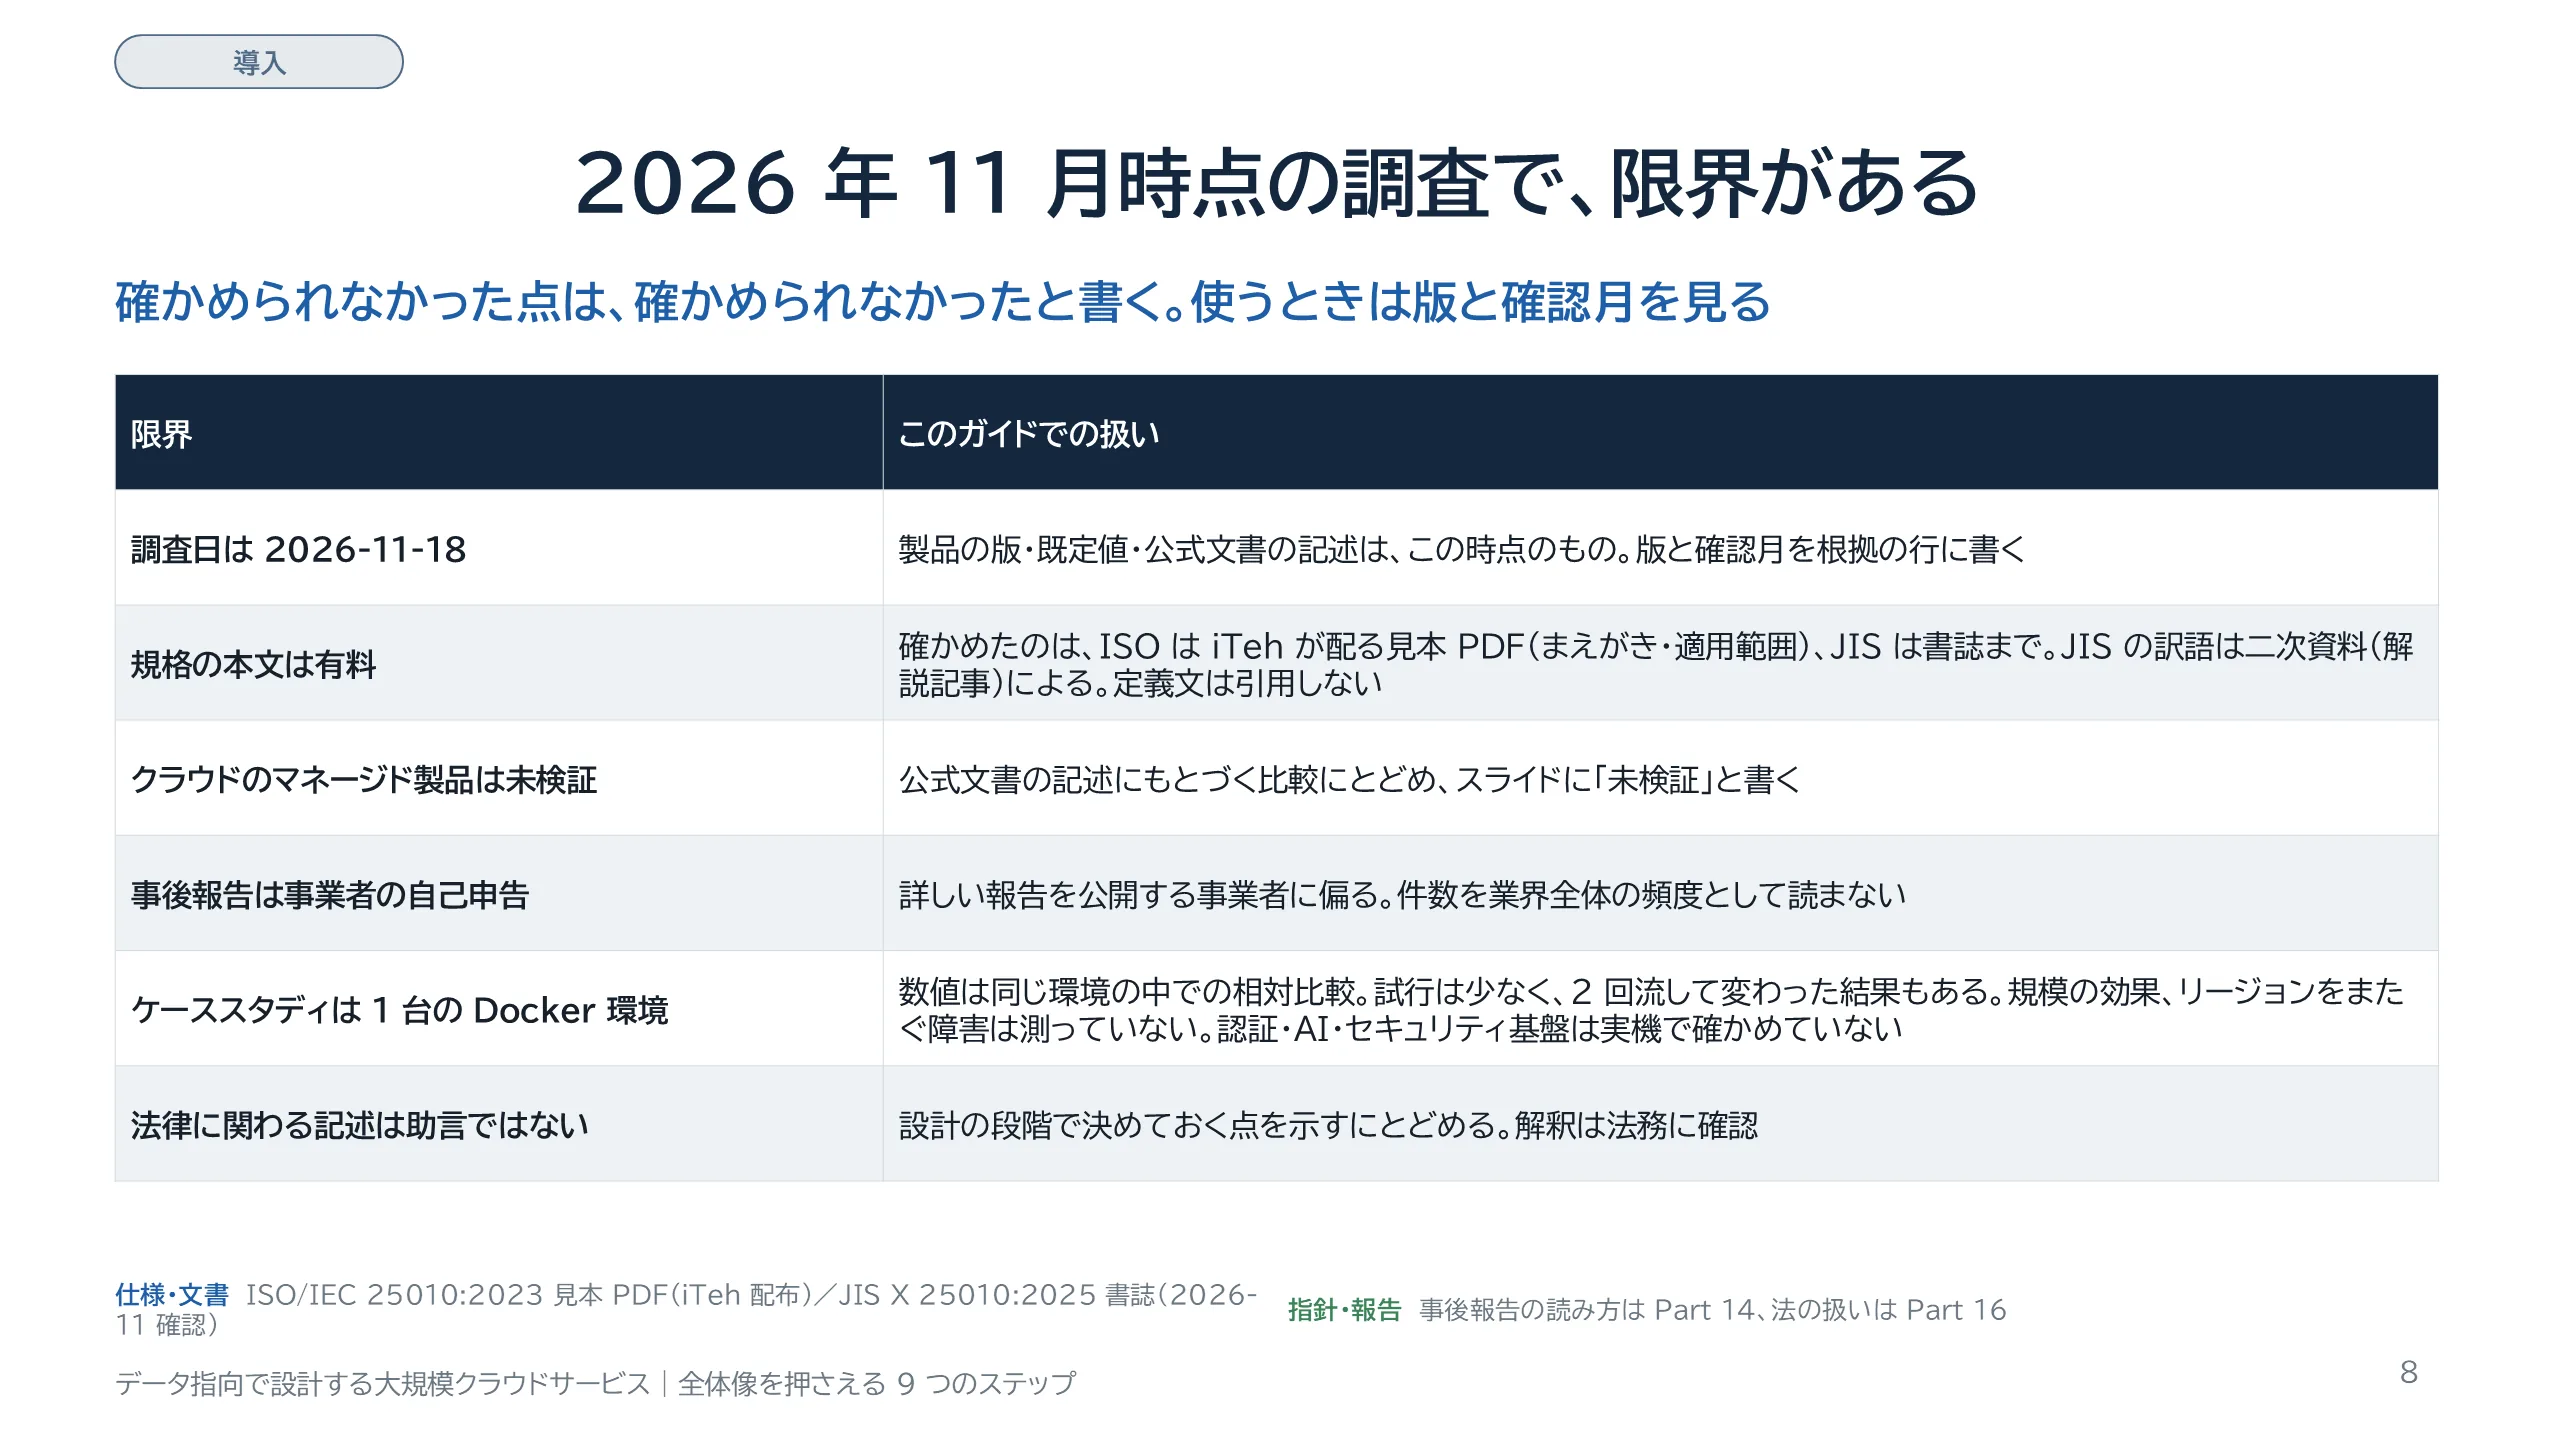 導入
2026 年 11 月時点の調査で、限界がある
確かめられなかった点は、確かめられなかったと書く。使うときは版と確認月を見る
限界
このガイドでの扱い
調査日は 2026-11-18
製品の版・既定値・公式文書の記述は、この時点のもの。版と確認月を根拠の行に書く
規格の本文は有料
確かめたのは、ISO は iTeh が配る見本 PDF（まえがき・適用範囲）、JIS は書誌まで。JIS の訳語は二次資料（解
説記事）による。定義文は引用しない
クラウドのマネージド製品は未検証
公式文書の記述にもとづく比較にとどめ、スライドに「未検証」と書く
事後報告は事業者の自己申告
詳しい報告を公開する事業者に偏る。件数を業界全体の頻度として読まない
ケーススタディは 1 台の Docker 環境
数値は同じ環境の中での相対比較。試行は少なく、2 回流して変わった結果もある。規模の効果、リージョンをまた
ぐ障害は測っていない。認証・AI・セキュリティ基盤は実機で確かめていない
法律に関わる記述は助言ではない
設計の段階で決めておく点を示すにとどめる。解釈は法務に確認
仕様・文書 ISO/IEC 25010:2023 見本 PDF（iTeh 配布）／JIS X 25010:2025 書誌（2026-
11 確認）
指針・報告 事後報告の読み方は Part 14、法の扱いは Part 16
データ指向で設計する大規模クラウドサービス｜全体像を押さえる 9 つのステップ
8